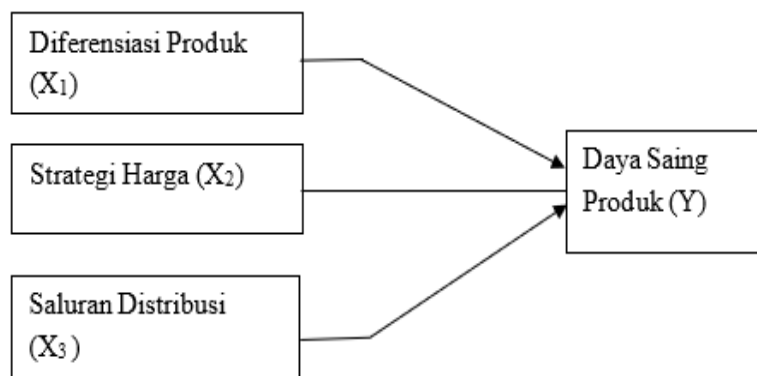 Diferensiasi Produk
(X₁)
Strategi Harga (X₂)
Saluran Distribusi
(X₃ )
Daya Saing
Produk (Y)